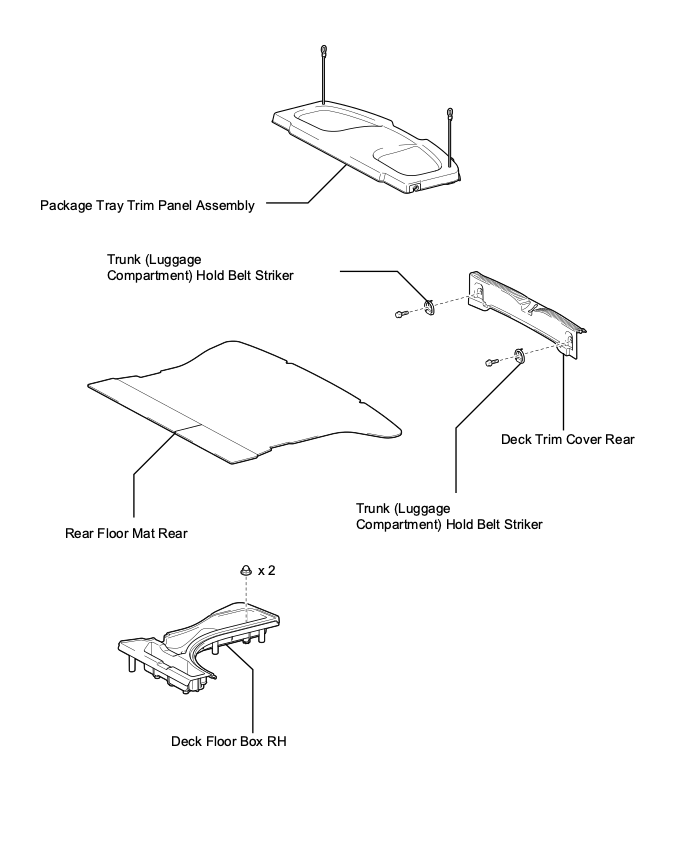 Package Tray Trim Panel Assembly
Trunk (Luggage
Compartment) Hold Belt Striker
Deck Trim Cover Rear
Trunk (Luggage
Compartment) Hold Belt Striker
Rear Floor Mat Rear
x 2
Deck Floor Box RH